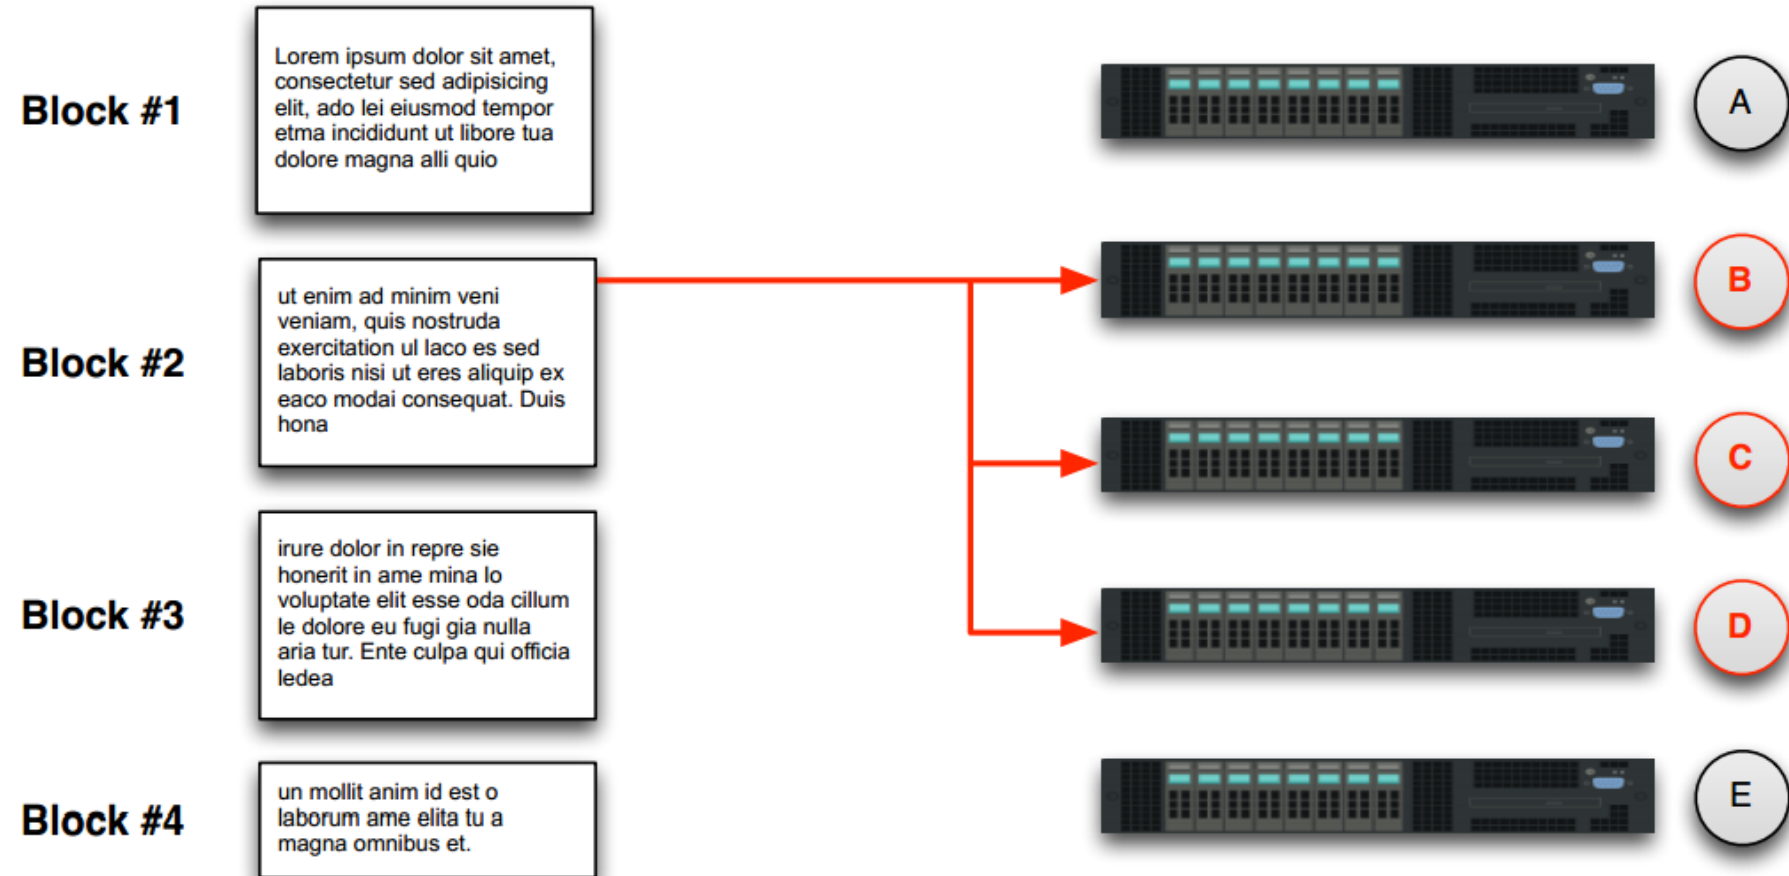 Block #1
Lorem ipsum dolor sit amet,
consectetur sed adipisicing
elit, ado lei eiusmod tempor
etma incididunt ut libore tua
dolore magna alli quio
A
Block #2
ut enim ad minim veni
veniam, quis nostruda
exercitation ul laco es sed
laboris nisi ut eres aliquip ex
eaco modai consequat. Duis
hona
B
C
Block #3
irure dolor in repre sie
honerit in ame mina lo
voluptate elit esse oda cillum
le dolore eu fugi gia nulla
aria tur. Ente culpa qui officia
ledea
D
Block #4
un mollit anim id est o
laborum ame elita tu a
magna omnibus et.
E